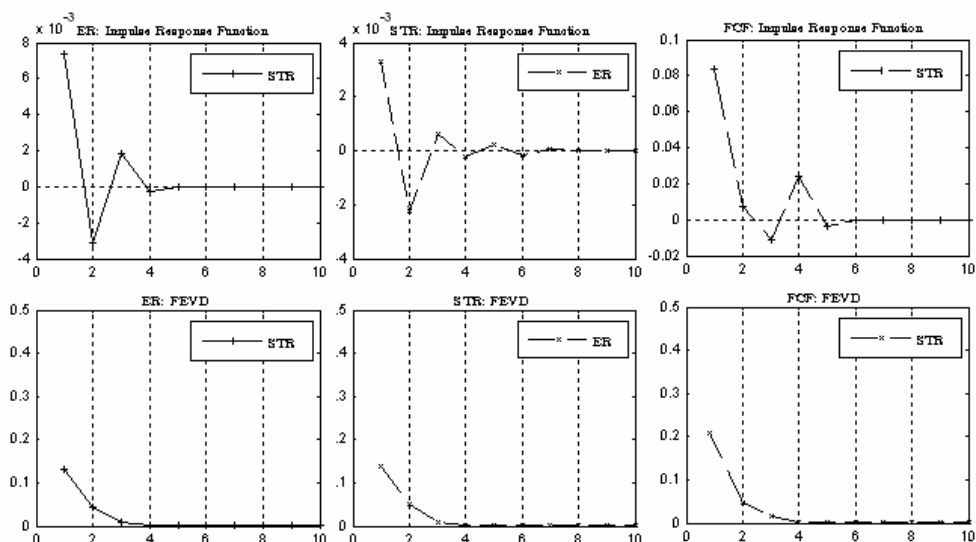 × 10⁻³
ER: Impulse Response Function
8
6
4
2
0
-2
-4
0 2 4 6 8 10
STR
× 10⁻³
STR: Impulse Response Function
4
2
0
-2
-4
0 2 4 6 8 10
ER
FCF: Impulse Response Function
0.1
0.08
0.06
0.04
0.02
0
-0.02
0 2 4 6 8 10
STR
ER: FEVD
0.5
0.4
0.3
0.2
0.1
0
0 2 4 6 8 10
STR
STR: FEVD
.5
.4
.3
.2
.1
0
0 2 4 6 8 10
ER
FCF: FEVD
0.5
0.4
0.3
0.2
0.1
0
0 2 4 6 8 10
STR